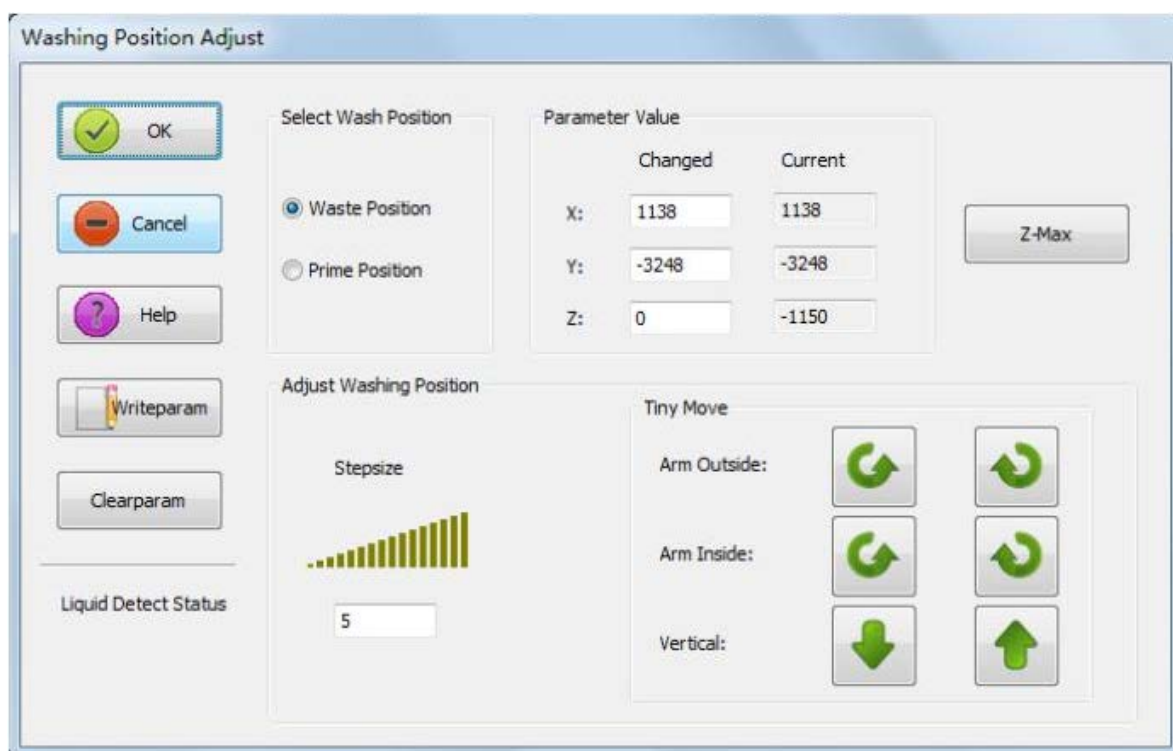 Washing Position Adjust
OK
Cancel
? Help
Writeparam
Clearparam
Liquid Detect Status
Select Wash Position
Waste Position
Prime Position
Parameter Value
Changed Current
X: 1138 1138
Y: -3248 -3248
Z: 0 -1150
Z-Max
Adjust Washing Position
Stepsize
5
Tiny Move
Arm Outside:
Arm Inside:
Vertical: